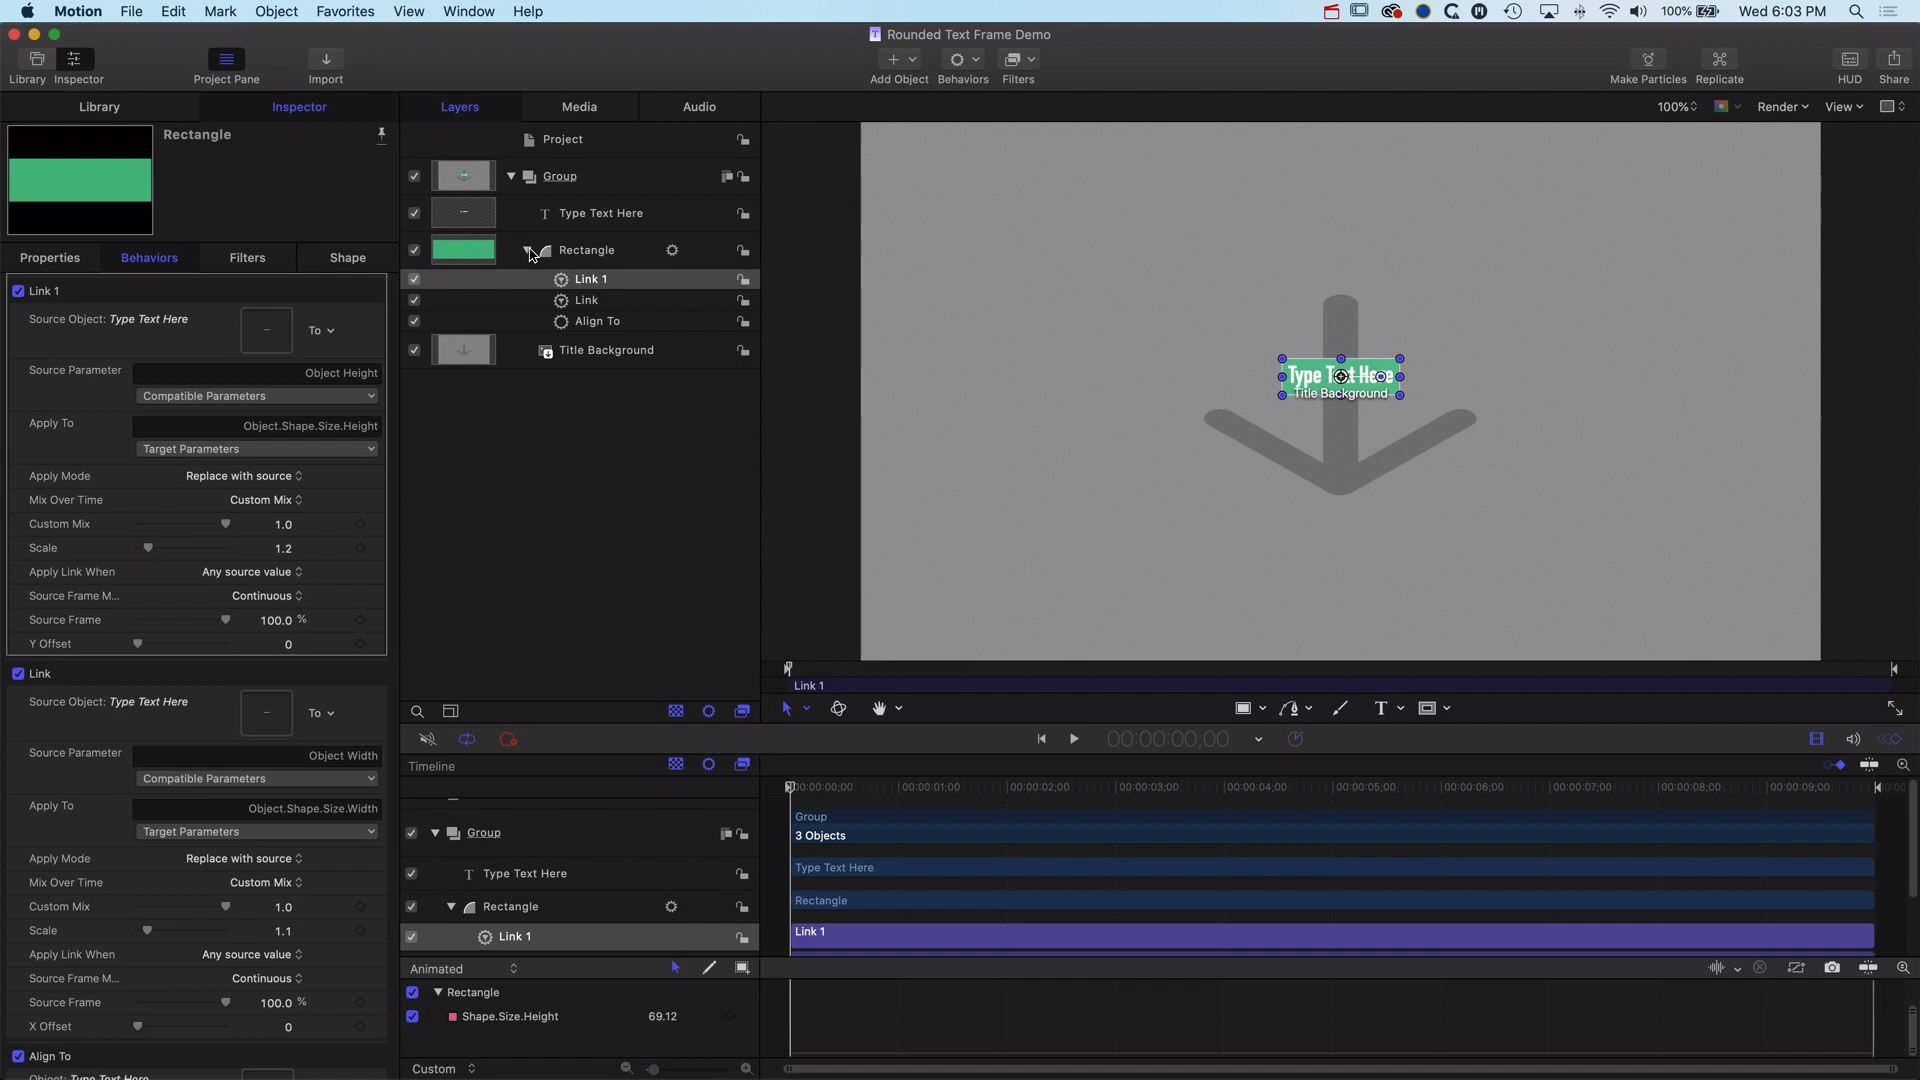 Motion File Edit Mark Object Favorites View Window Help 100% Wed 6:03 PM
Rounded Text Frame Demo
Library Inspector Project Pane Import Add Object Behaviors Filters Make Particles Replicate HUD Share
Library Inspector Layers Media Audio 100% Render View
Rectangle
Project
Group
Type Text Here
Rectangle
Link 1
Link
Align To
Title Background
Properties Behaviors Filters Shape
Link 1
Source Object: Type Text Here To
Source Parameter Object Height
Compatible Parameters
Apply To Object.Shape.Size.Height
Target Parameters
Apply Mode Replace with source
Mix Over Time Custom Mix
Custom Mix 1.0
Scale 1.2
Apply Link When Any source value
Source Frame M... Continuous
Source Frame 100.0 %
Y Offset 0
Link
Source Object: Type Text Here To
Source Parameter Object Width
Compatible Parameters
Apply To Object.Shape.Size.Width
Target Parameters
Apply Mode Replace with source
Mix Over Time Custom Mix
Custom Mix 1.0
Scale 1.1
Apply Link When Any source value
Source Frame M... Continuous
Source Frame 100.0 %
X Offset 0
Align To
Object: Type Text Here
Type Text Here
Title Background
Link 1
T
00:00:00;00
Timeline
00:00:00;00 00:00:01;00 00:00:02;00 00:00:03;00 00:00:04;00 00:00:05;00 00:00:06;00 00:00:07;00 00:00:08;00 00:00:09;00
Group
Type Text Here
Rectangle
Link 1
Group
3 Objects
Type Text Here
Rectangle
Link 1
Animated
Rectangle
Shape.Size.Height 69.12
Custom